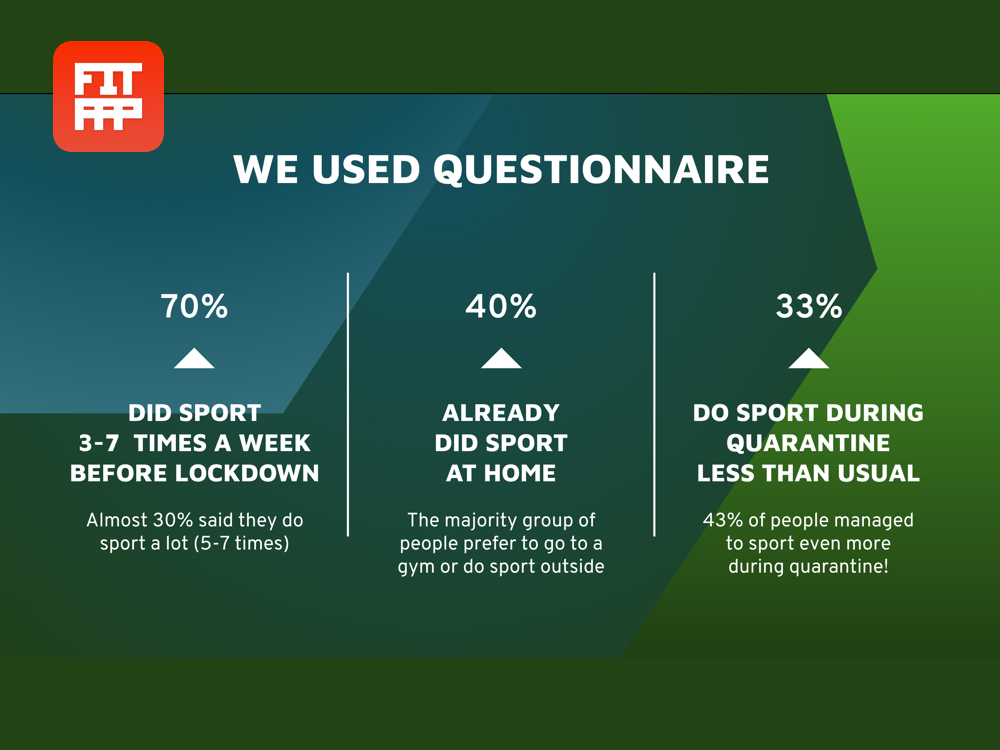 FIT
APP
WE USED QUESTIONNAIRE
70%
DID SPORT
3-7 TIMES A WEEK
BEFORE LOCKDOWN
Almost 30% said they do
sport a lot (5-7 times)
40%
ALREADY
DID SPORT
AT HOME
The majority group of
people prefer to go to a
gym or do sport outside
33%
DO SPORT DURING
QUARANTINE
LESS THAN USUAL
43% of people managed
to sport even more
during quarantine!